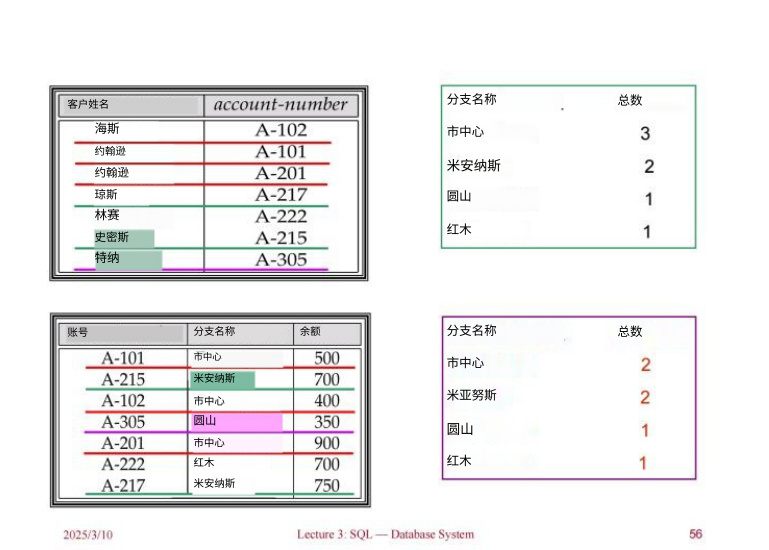 客户姓名 account-number
海斯 A-102
约翰逊 A-101
约翰逊 A-201
琼斯 A-217
林赛 A-222
史密斯 A-215
特纳 A-305
分支名称 总数
市中心 3
米安纳斯 2
圆山 1
红木 1
账号 分支名称 余额
A-101 市中心 500
A-215 米安纳斯 700
A-102 市中心 400
A-305 圆山 350
A-201 市中心 900
A-222 红木 700
A-217 米安纳斯 750
分支名称 总数
市中心 2
米亚努斯 2
圆山 1
红木 1
2025/3/10 Lecture 3: SQL — Database System 56